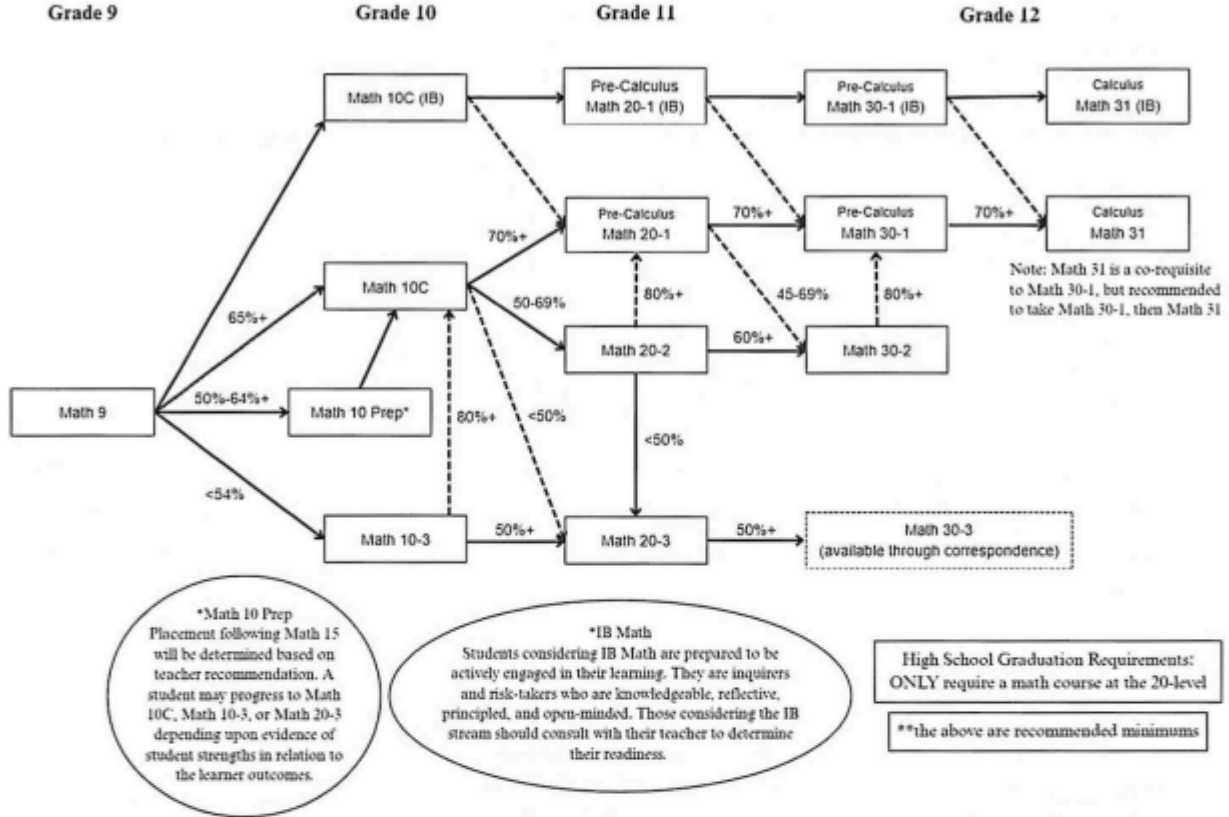 Grade 9
Grade 10
Grade 11
Grade 12
Math 10C (IB)
Pre-Calculus
Math 20-1 (IB)
Pre-Calculus
Math 30-1 (IB)
Calculus
Math 31 (IB)
70%+
Pre-Calculus
Math 20-1
70%+
Pre-Calculus
Math 30-1
70%+
Calculus
Math 31
Note: Math 31 is a co-requisite
to Math 30-1, but recommended
to take Math 30-1, then Math 31
65%+
Math 10C
50-69%
80%+
45-69%
80%+
Math 20-2
60%+
Math 30-2
Math 9
50%-64%+
Math 10 Prep*
80%+
<50%
<50%
<54%
Math 10-3
50%+
Math 20-3
50%+
Math 30-3
(available through correspondence)
*Math 10 Prep
Placement following Math 15
will be determined based on
teacher recommendation. A
student may progress to Math
10C, Math 10-3, or Math 20-3
depending upon evidence of
student strengths in relation to
the learner outcomes.
*IB Math
Students considering IB Math are prepared to be
actively engaged in their learning. They are inquirers
and risk-takers who are knowledgeable, reflective,
principled, and open-minded. Those considering the IB
stream should consult with their teacher to determine
their readiness.
High School Graduation Requirements:
ONLY require a math course at the 20-level
**the above are recommended minimums